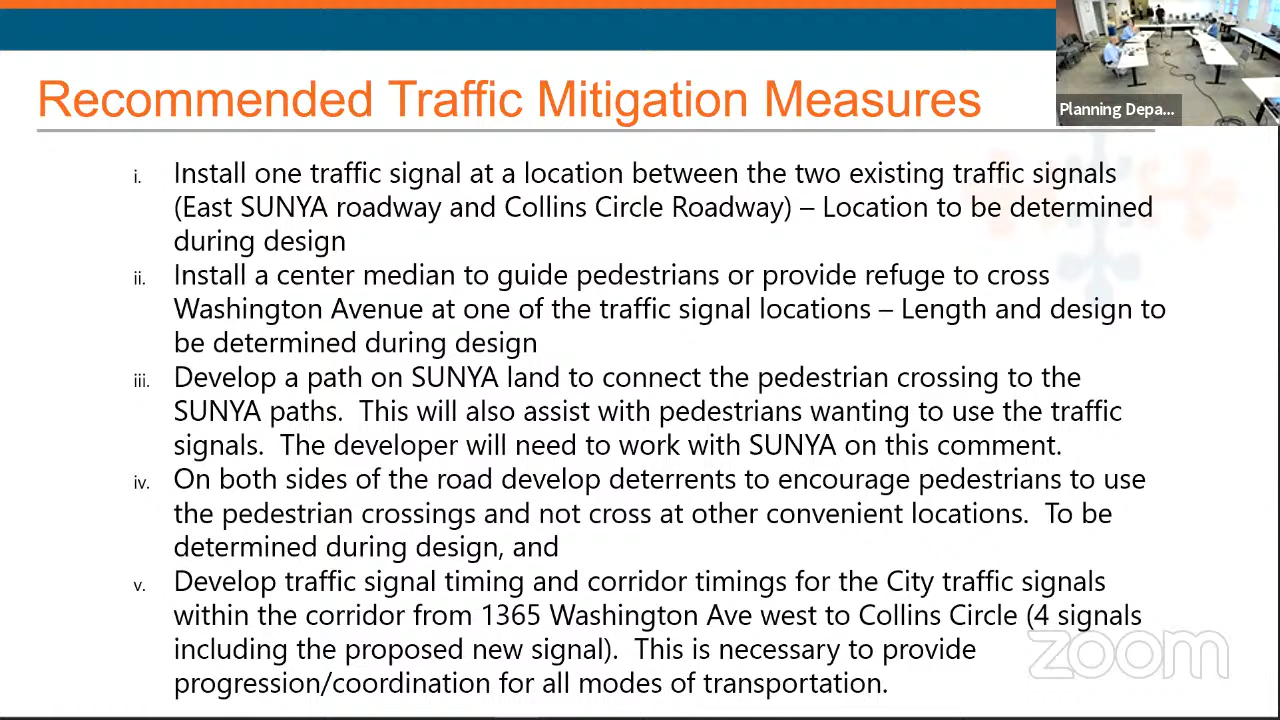 Recommended Traffic Mitigation Measures
Planning Depa...
i. Install one traffic signal at a location between the two existing traffic signals
(East SUNYA roadway and Collins Circle Roadway) – Location to be determined
during design
ii. Install a center median to guide pedestrians or provide refuge to cross
Washington Avenue at one of the traffic signal locations – Length and design to
be determined during design
iii. Develop a path on SUNYA land to connect the pedestrian crossing to the
SUNYA paths.  This will also assist with pedestrians wanting to use the traffic
signals.  The developer will need to work with SUNYA on this comment.
iv. On both sides of the road develop deterrents to encourage pedestrians to use
the pedestrian crossings and not cross at other convenient locations.  To be
determined during design, and
v. Develop traffic signal timing and corridor timings for the City traffic signals
within the corridor from 1365 Washington Ave west to Collins Circle (4 signals
including the proposed new signal).  This is necessary to provide
progression/coordination for all modes of transportation.
zoom